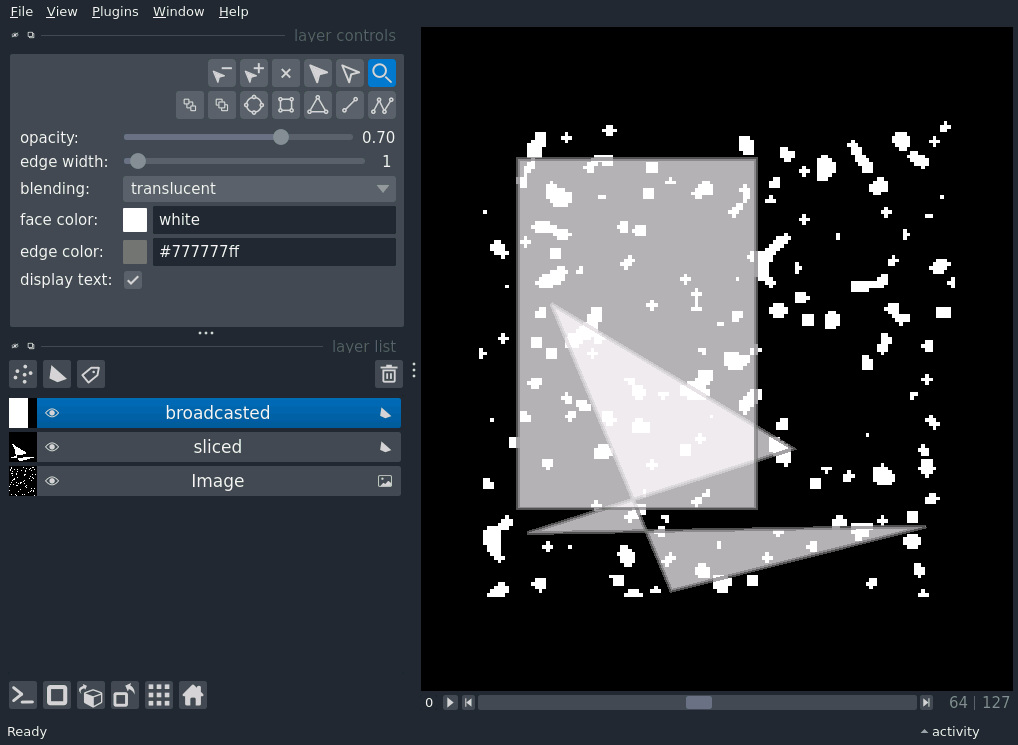 File View Plugins Window Help
layer controls
opacity: 0.70
edge width: 1
blending: translucent
face color: white
edge color: #777777ff
display text:
layer list
broadcasted
sliced
Image
0 64 127
Ready activity